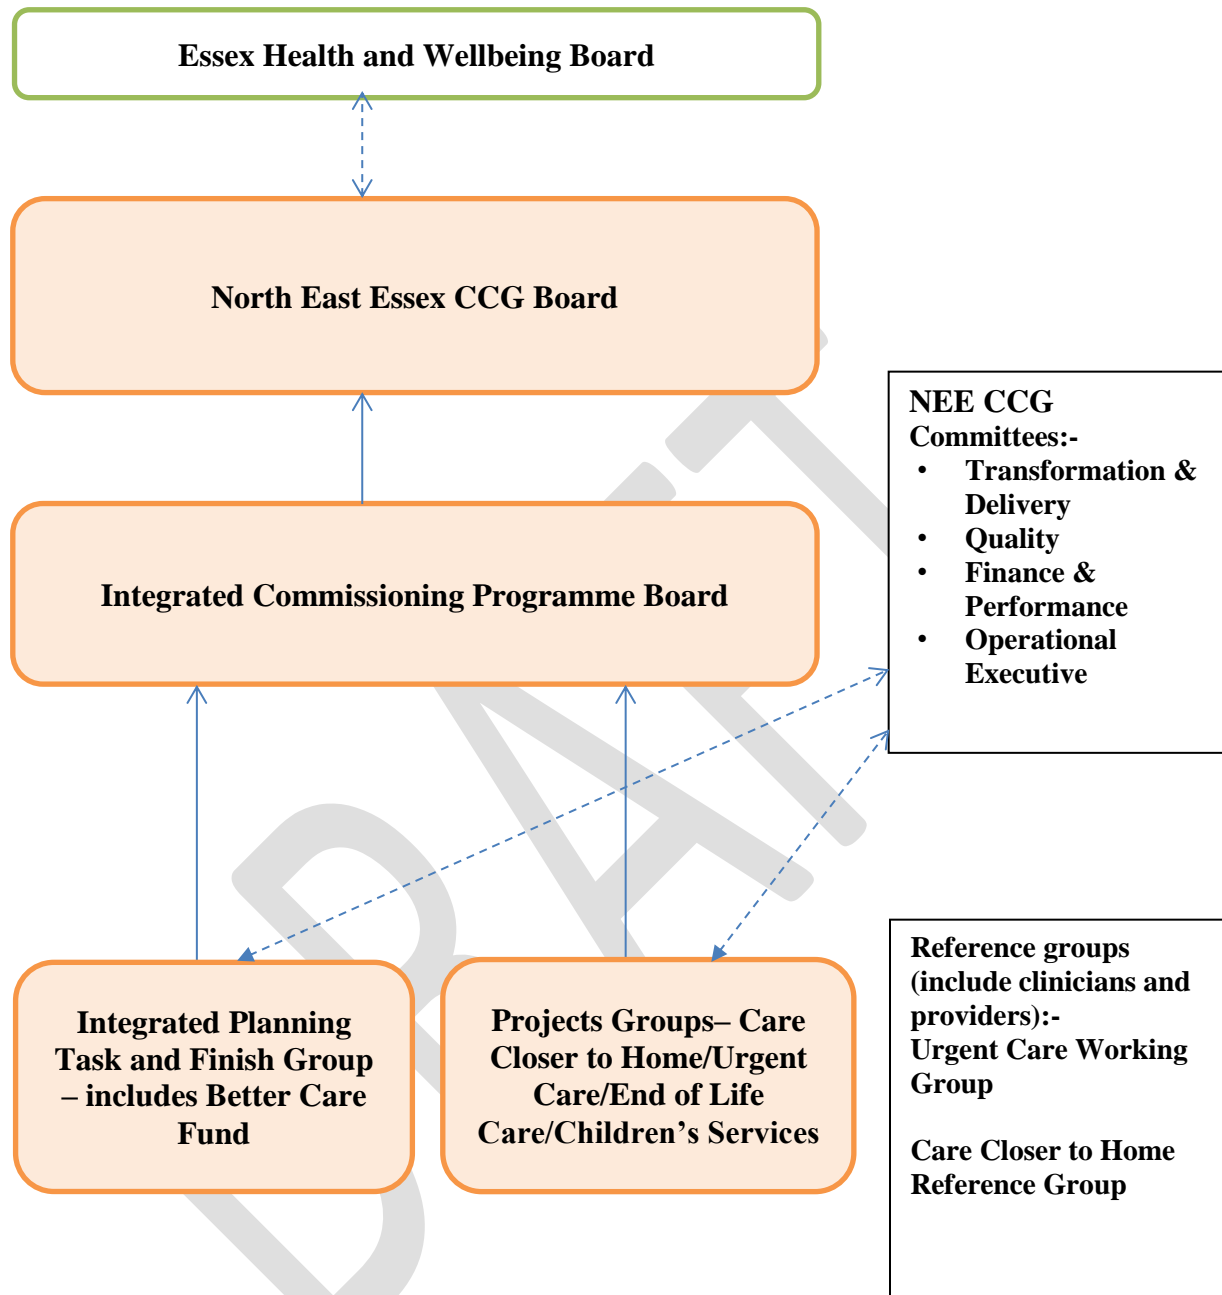 Essex Health and Wellbeing Board
North East Essex CCG Board
NEE CCG
Committees:-
• Transformation &
Delivery
• Quality
• Finance &
Performance
• Operational
Executive
Integrated Commissioning Programme Board
Integrated Planning
Task and Finish Group
– includes Better Care
Fund
Projects Groups– Care
Closer to Home/Urgent
Care/End of Life
Care/Children’s Services
Reference groups
(include clinicians and
providers):-
Urgent Care Working
Group
Care Closer to Home
Reference Group
DRAFT